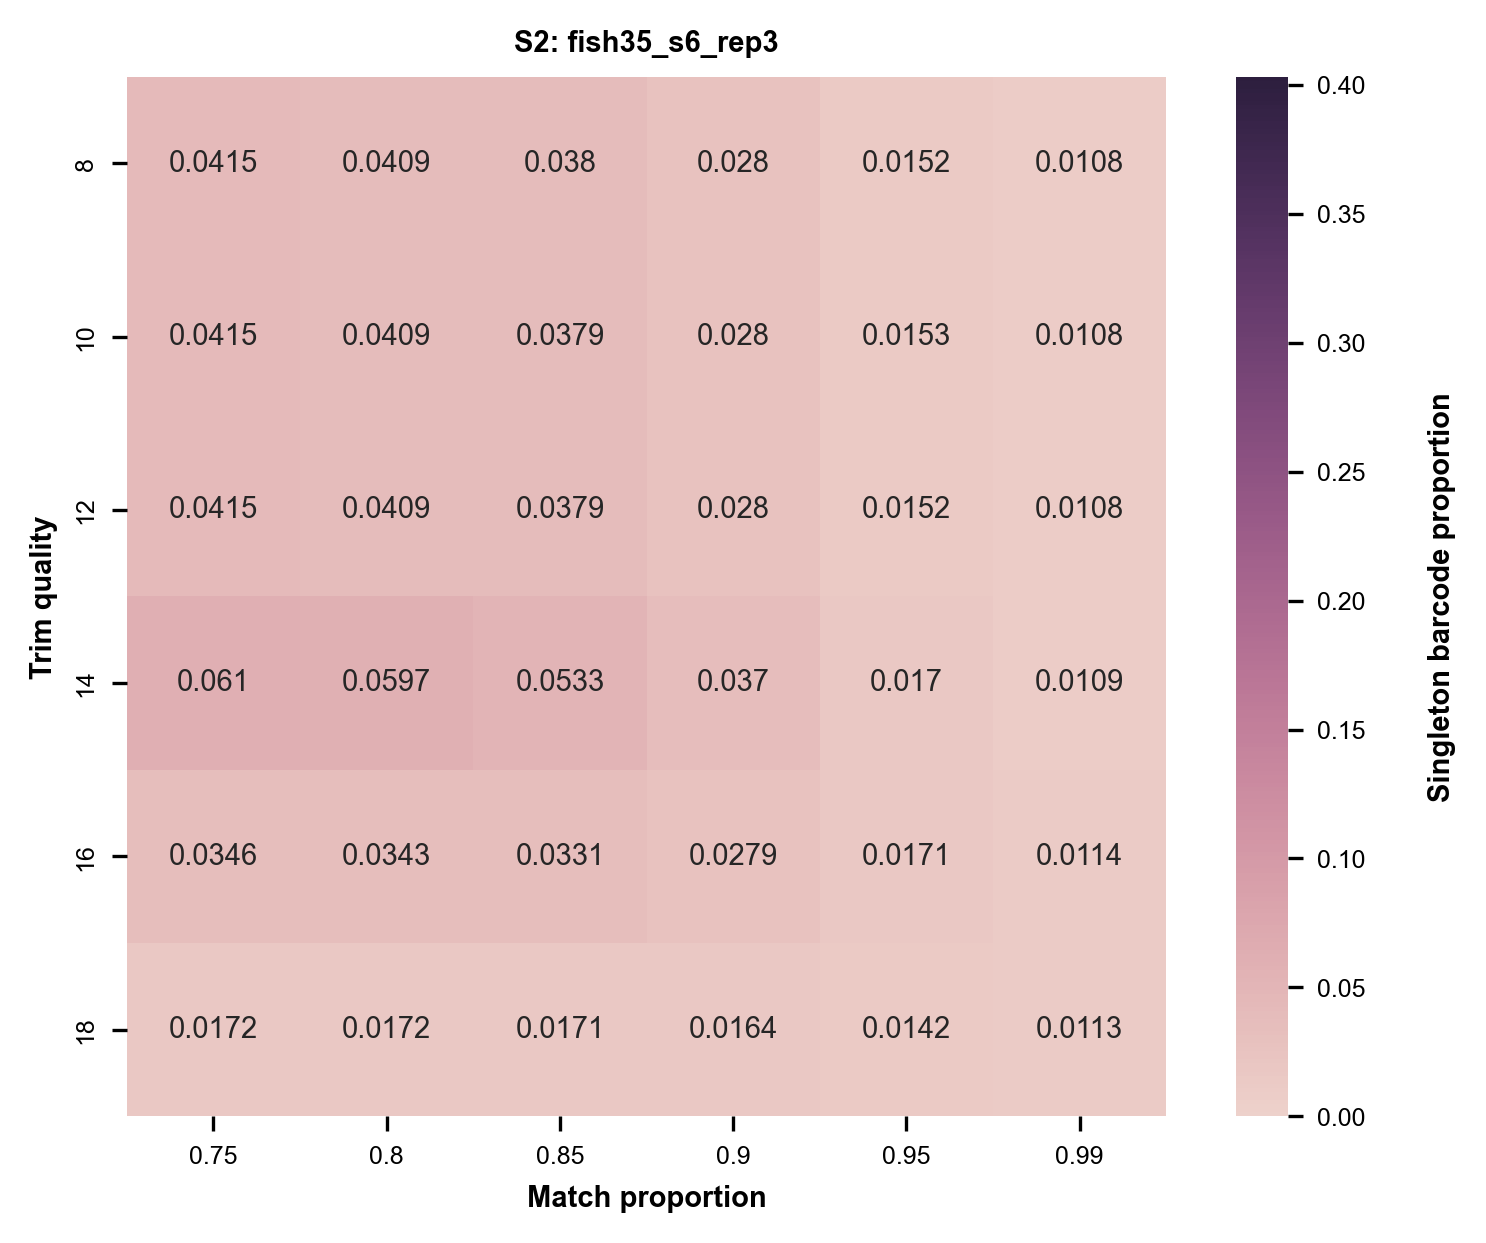 S2: fish35_s6_rep3
Trim quality
8 0.0415 0.0409 0.038 0.028 0.0152 0.0108
10 0.0415 0.0409 0.0379 0.028 0.0153 0.0108
12 0.0415 0.0409 0.0379 0.028 0.0152 0.0108
14 0.061 0.0597 0.0533 0.037 0.017 0.0109
16 0.0346 0.0343 0.0331 0.0279 0.0171 0.0114
18 0.0172 0.0172 0.0171 0.0164 0.0142 0.0113
0.75 0.8 0.85 0.9 0.95 0.99
Match proportion
0.40
0.35
0.30
0.25
0.20
0.15
0.10
0.05
0.00
Singleton barcode proportion